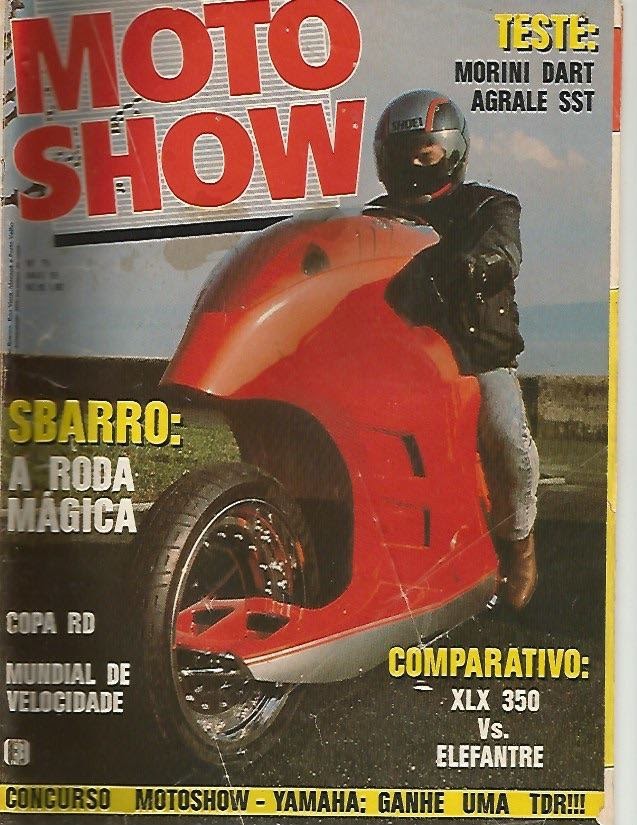 MOTO
SHOW
TESTE:
MORINI DART
AGRALE SST
SHOEI
SBARRO:
A RODA
MÁGICA
COPA RD
MUNDIAL DE
VELOCIDADE
COMPARATIVO:
XLX 350
Vs.
ELEFANTRE
CONCURSO MOTOSHOW - YAMAHA: GANHE UMA TDR!!!